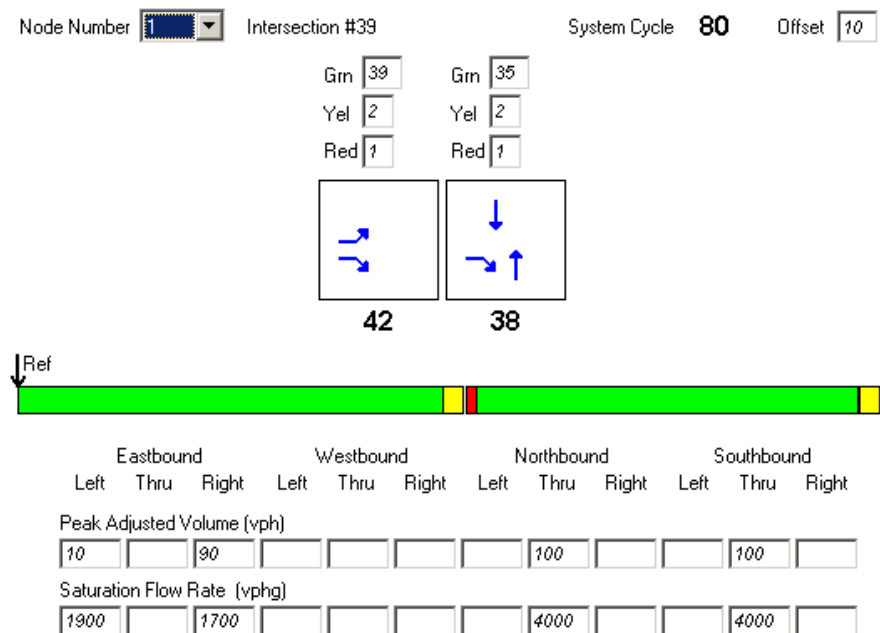 Node Number 1 Intersection #39 System Cycle 80 Offset 10
Grn 39 Grn 35
Yel 2 Yel 2
Red 1 Red 1
42 38
Ref
Eastbound Westbound Northbound Southbound
Left Thru Right Left Thru Right Left Thru Right Left Thru Right
Peak Adjusted Volume (vph)
10 90 100 100
Saturation Flow Rate (vphg)
1900 1700 4000 4000